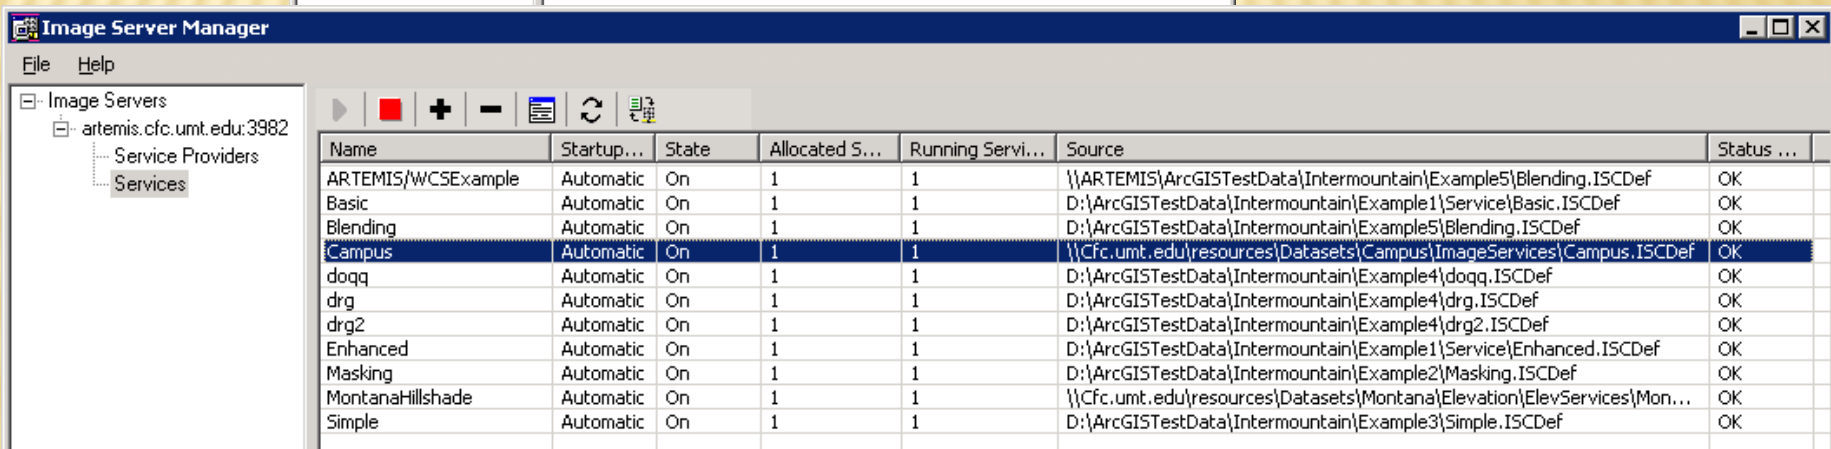 Image Server Manager
File Help
Image Servers
artemis.cfc.umt.edu:3982
Service Providers
Services
Name Startup... State Allocated S... Running Servi... Source Status ...
ARTEMIS/WCSExample Automatic On 1 1 \\ARTEMIS\ArcGISTestData\Intermountain\Example5\Blending.ISCDef OK
Basic Automatic On 1 1 D:\ArcGISTestData\Intermountain\Example1\Service\Basic.ISCDef OK
Blending Automatic On 1 1 D:\ArcGISTestData\Intermountain\Example5\Blending.ISCDef OK
Campus Automatic On 1 1 \\Cfc.umt.edu\resources\Datasets\Campus\ImageServices\Campus.ISCDef OK
doqq Automatic On 1 1 D:\ArcGISTestData\Intermountain\Example4\doqq.ISCDef OK
drg Automatic On 1 1 D:\ArcGISTestData\Intermountain\Example4\drg.ISCDef OK
drg2 Automatic On 1 1 D:\ArcGISTestData\Intermountain\Example4\drg2.ISCDef OK
Enhanced Automatic On 1 1 D:\ArcGISTestData\Intermountain\Example1\Service\Enhanced.ISCDef OK
Masking Automatic On 1 1 D:\ArcGISTestData\Intermountain\Example2\Masking.ISCDef OK
MontanaHillshade Automatic On 1 1 \\Cfc.umt.edu\resources\Datasets\Montana\Elevation\ElevServices\Mon... OK
Simple Automatic On 1 1 D:\ArcGISTestData\Intermountain\Example3\Simple.ISCDef OK